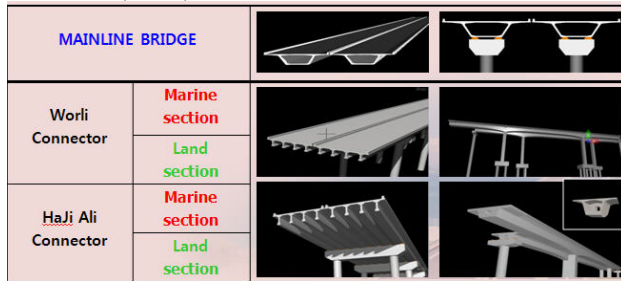 MAINLINE BRIDGE
Worli
Connector
Marine
section
Land
section
HaJi Ali
Connector
Marine
section
Land
section